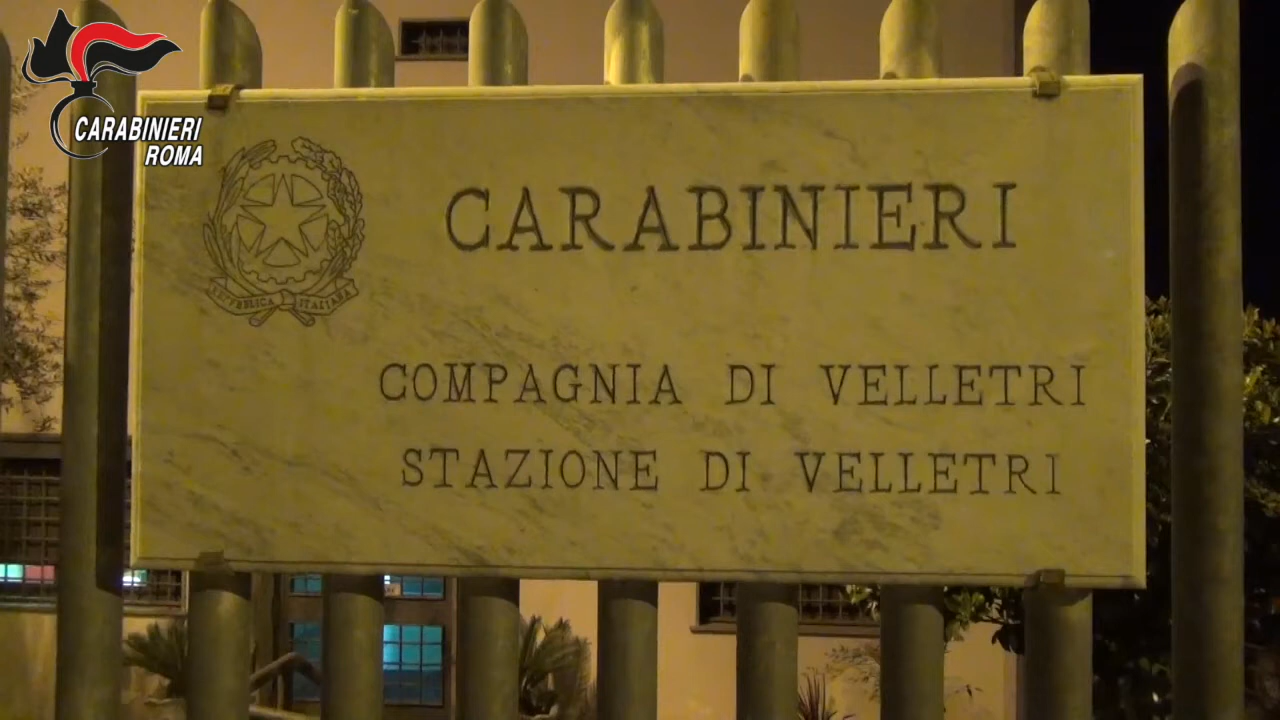 CARABINIERI
ROMA
CARABINIERI
REPUBBLICA ITALIANA
COMPAGNIA DI VELLETRI
STAZIONE DI VELLETRI